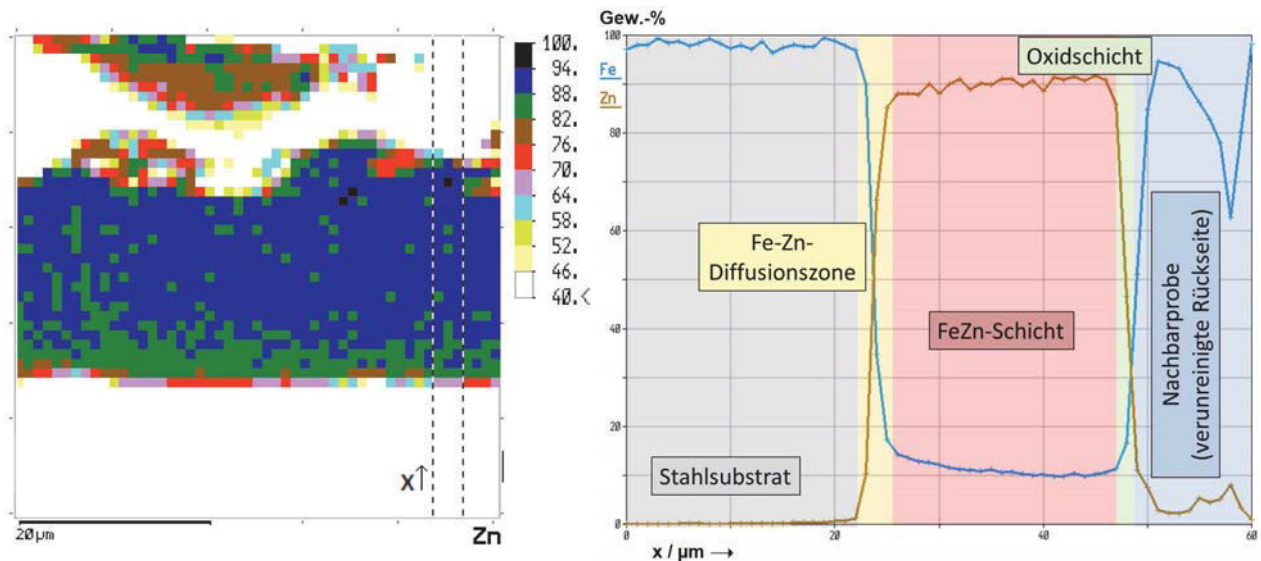 100.
94.
88.
82.
76.
70.
64.
58.
52.
46.
40.<
X↑
20µm
Zn
Gew.-%
100
Fe
Zn
80
60
40
20
0
0
20
40
60
x / µm →
Oxidschicht
Fe-Zn-
Diffusionszone
FeZn-Schicht
Stahlsubstrat
Nachbarprobe
(verunreinigte Rückseite)